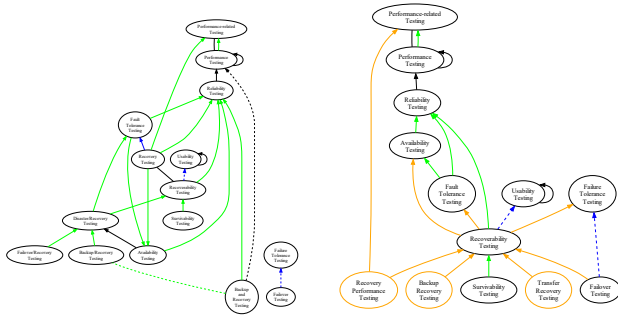 Performance-related
Testing
Performance
Testing
Reliability
Testing
Fault
Tolerance
Testing
Recovery
Testing
Usability
Testing
Recoverability
Testing
Survivability
Testing
Disaster/Recovery
Testing
Failover/Recovery
Testing
Backup/Recovery
Testing
Availability
Testing
Backup
and
Recovery
Testing
Failure
Tolerance
Testing
Failover
Testing
Performance-related
Testing
Performance
Testing
Reliability
Testing
Availability
Testing
Fault
Tolerance
Testing
Usability
Testing
Failure
Tolerance
Testing
Recoverability
Testing
Recovery
Performance
Testing
Backup
Recovery
Testing
Survivability
Testing
Transfer
Recovery
Testing
Failover
Testing